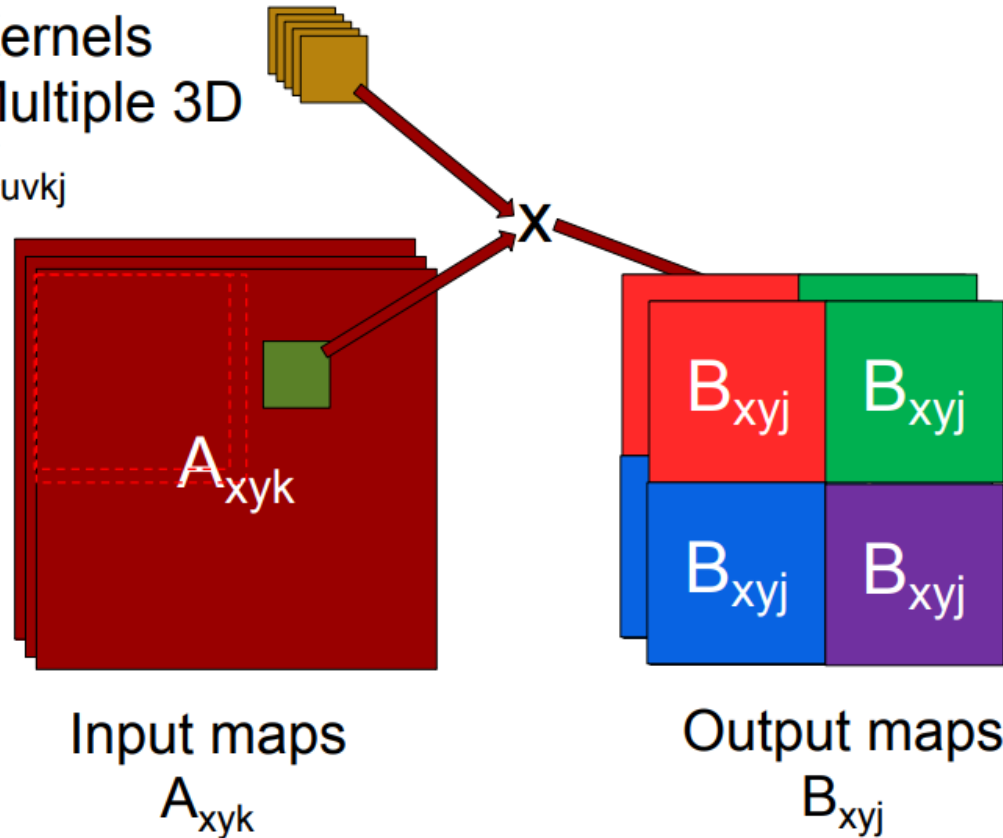 ernels
ultiple 3D
uvkj
x
Axyk
Bxyj Bxyj
Bxyj Bxyj
Input maps
Axyk
Output maps
Bxyj